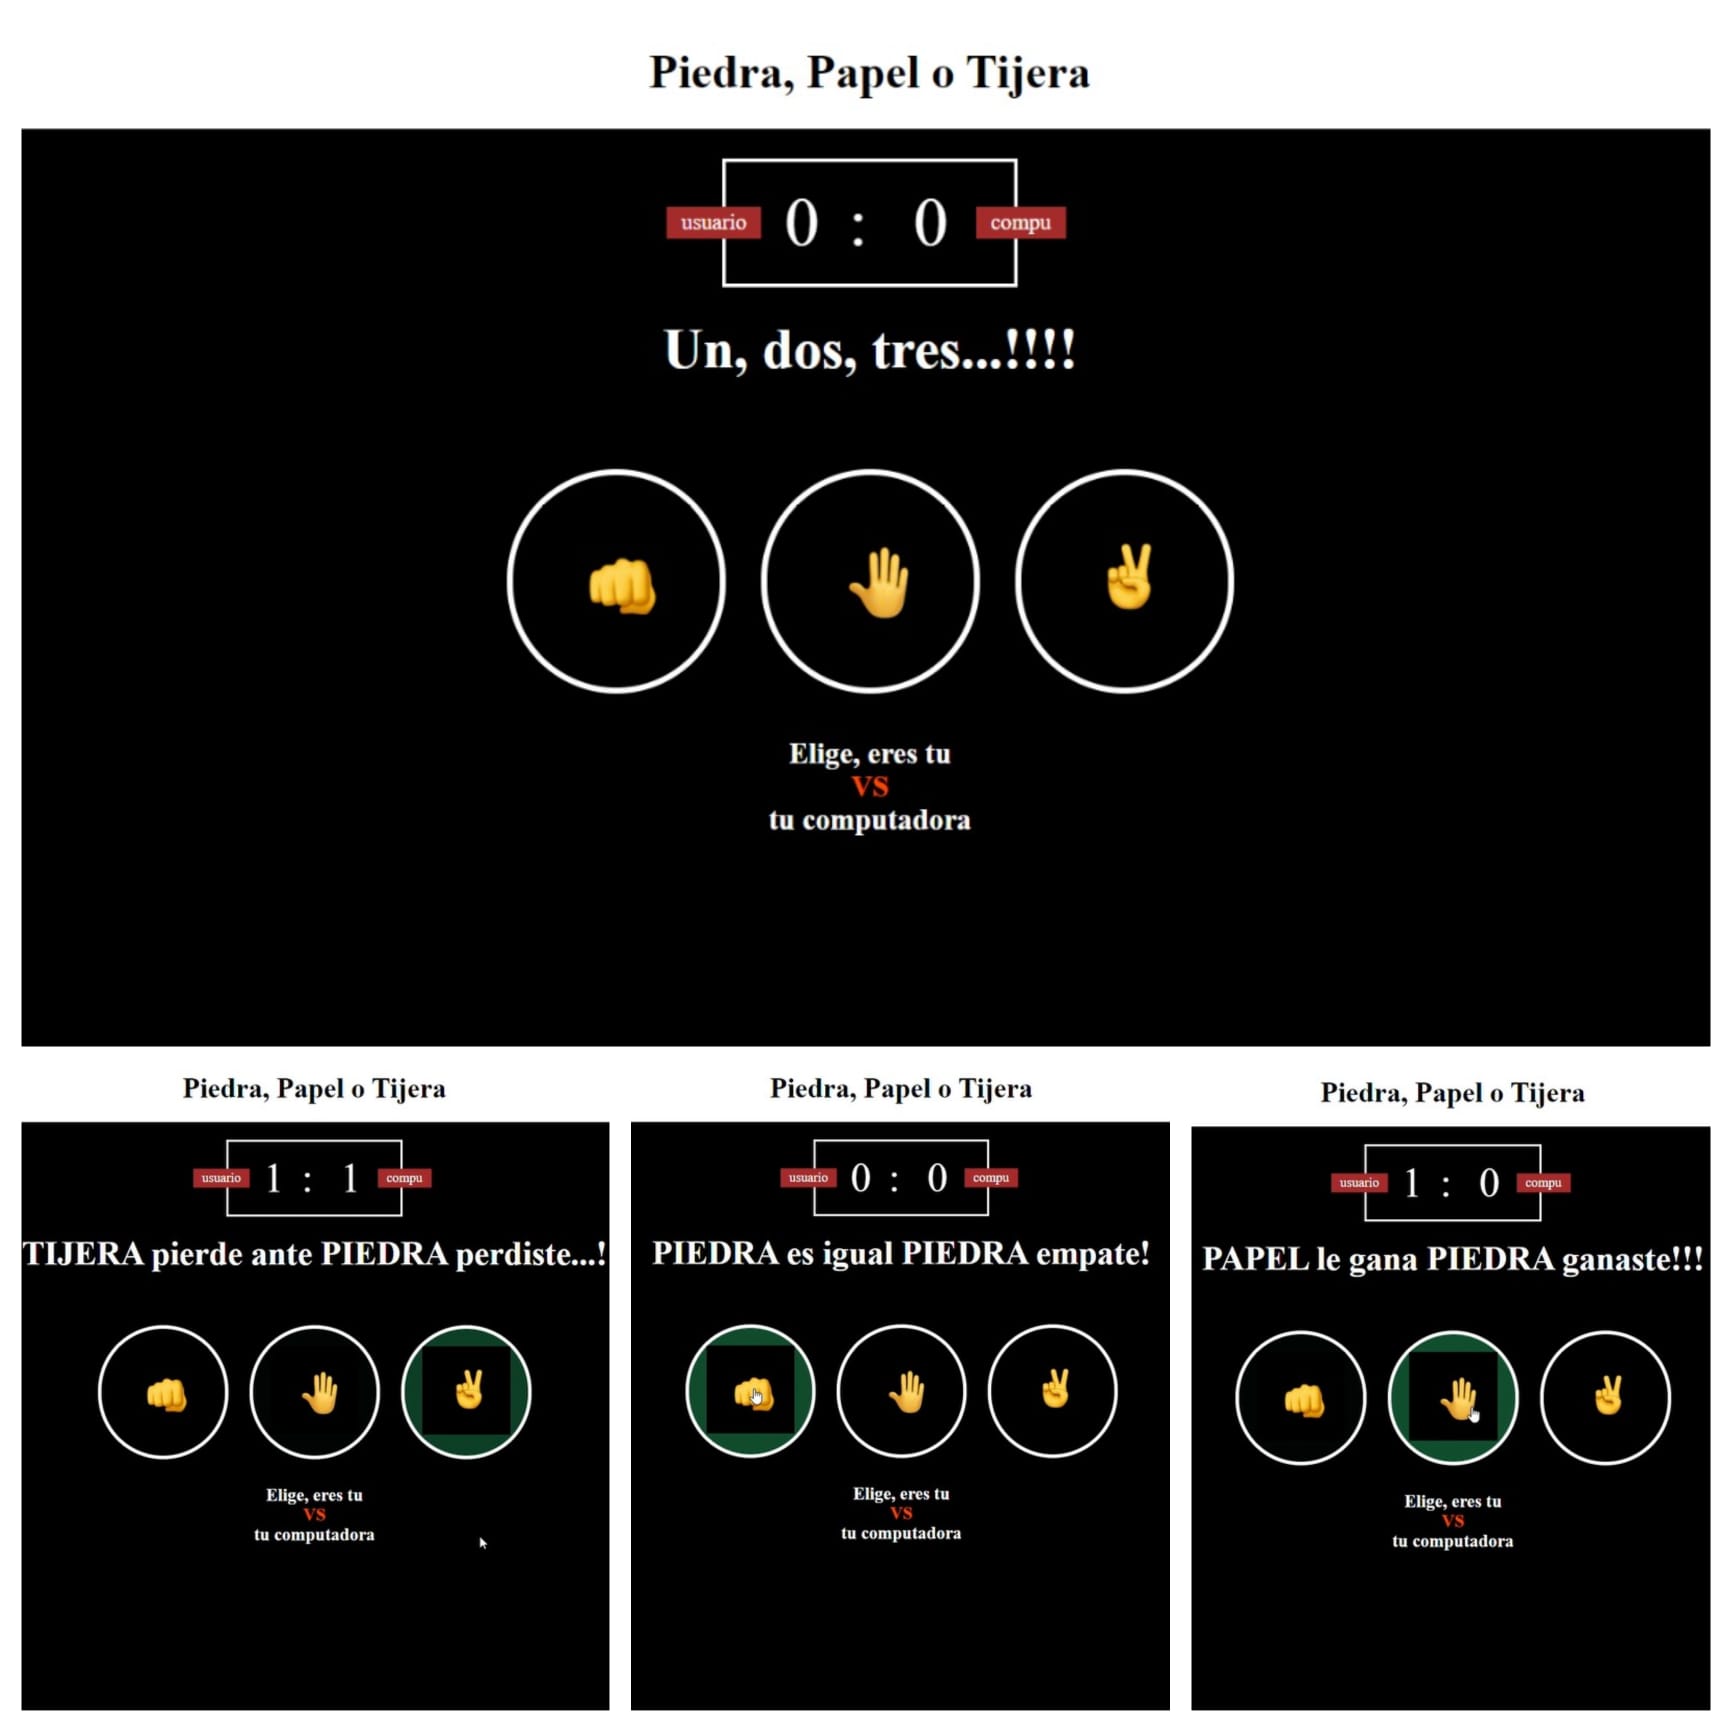 Piedra, Papel o Tijera
usuario 0 : 0 compu
Un, dos, tres...!!!!
Elige, eres tu
VS
tu computadora
Piedra, Papel o Tijera
usuario 1 : 1 compu
TIJERA pierde ante PIEDRA perdiste...!
Elige, eres tu
VS
tu computadora
Piedra, Papel o Tijera
usuario 0 : 0 compu
PIEDRA es igual PIEDRA empate!
Elige, eres tu
VS
tu computadora
Piedra, Papel o Tijera
usuario 1 : 0 compu
PAPEL le gana PIEDRA ganaste!!!
Elige, eres tu
VS
tu computadora